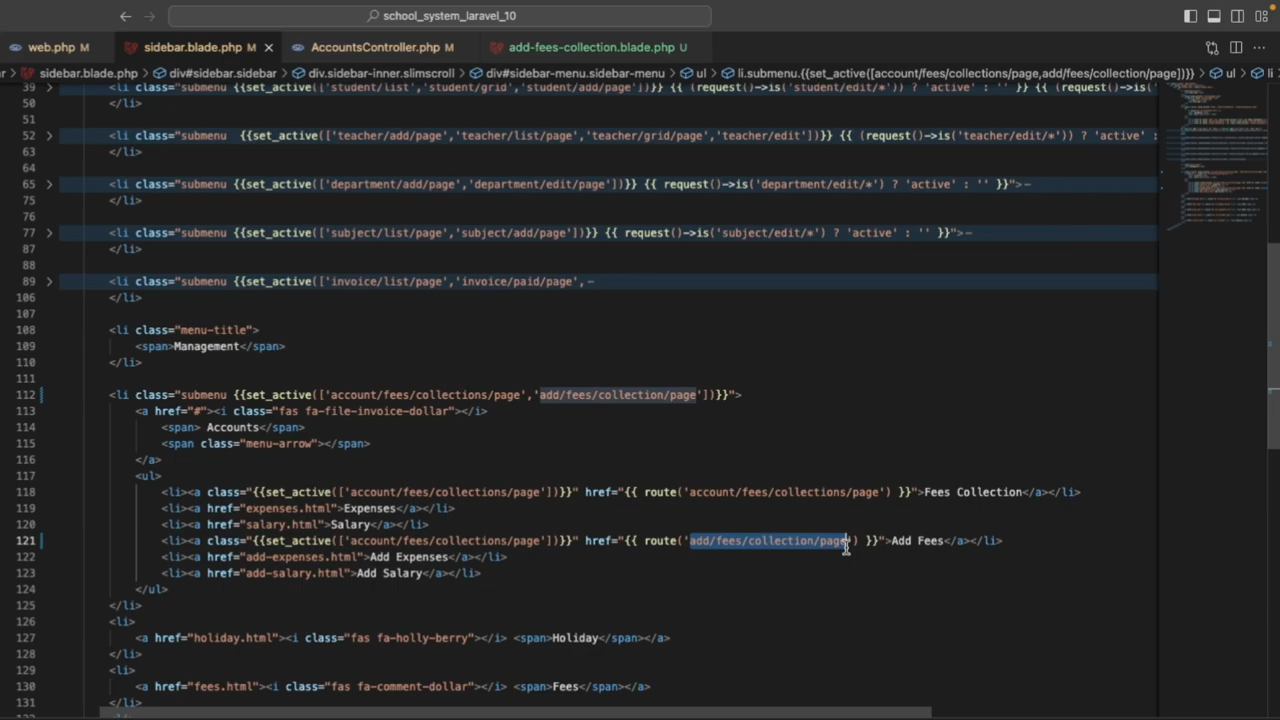 school_system_laravel_10
web.php M
sidebar.blade.php M
AccountsController.php M
add-fees-collection.blade.php U
ar > sidebar.blade.php > div#sidebar.sidebar > div.sidebar-inner.slimscroll > div#sidebar-menu.sidebar-menu > ul > li.submenu.{{set_active([account/fees/collections/page,add/fees/collection/page])}} > ul > li
39 <li class="submenu {{set_active(['student/list','student/grid','student/add/page'])}} {{ (request()->is('student/edit/*')) ? 'active' : '' }} {{ (request()->is('
50 </li>
51
52 <li class="submenu  {{set_active(['teacher/add/page','teacher/list/page','teacher/grid/page','teacher/edit'])}} {{ (request()->is('teacher/edit/*')) ? 'active' :
63 </li>
64
65 <li class="submenu {{set_active(['department/add/page','department/edit/page'])}} {{ request()->is('department/edit/*') ? 'active' : '' }}">
75 </li>
76
77 <li class="submenu {{set_active(['subject/list/page','subject/add/page'])}} {{ request()->is('subject/edit/*') ? 'active' : '' }}">
87 </li>
88
89 <li class="submenu {{set_active(['invoice/list/page','invoice/paid/page',
106 </li>
107
108 <li class="menu-title">
109 <span>Management</span>
110 </li>
111
112 <li class="submenu {{set_active(['account/fees/collections/page','add/fees/collection/page'])}}">
113 <a href="#"><i class="fas fa-file-invoice-dollar"></i>
114 <span> Accounts</span>
115 <span class="menu-arrow"></span>
116 </a>
117 <ul>
118 <li><a class="{{set_active(['account/fees/collections/page'])}}" href="{{ route('account/fees/collections/page') }}">Fees Collection</a></li>
119 <li><a href="expenses.html">Expenses</a></li>
120 <li><a href="salary.html">Salary</a></li>
121 <li><a class="{{set_active(['account/fees/collections/page'])}}" href="{{ route('add/fees/collection/page') }}">Add Fees</a></li>
122 <li><a href="add-expenses.html">Add Expenses</a></li>
123 <li><a href="add-salary.html">Add Salary</a></li>
124 </ul>
125 </li>
126 <li>
127 <a href="holiday.html"><i class="fas fa-holly-berry"></i> <span>Holiday</span></a>
128 </li>
129 <li>
130 <a href="fees.html"><i class="fas fa-comment-dollar"></i> <span>Fees</span></a>
131 </li>